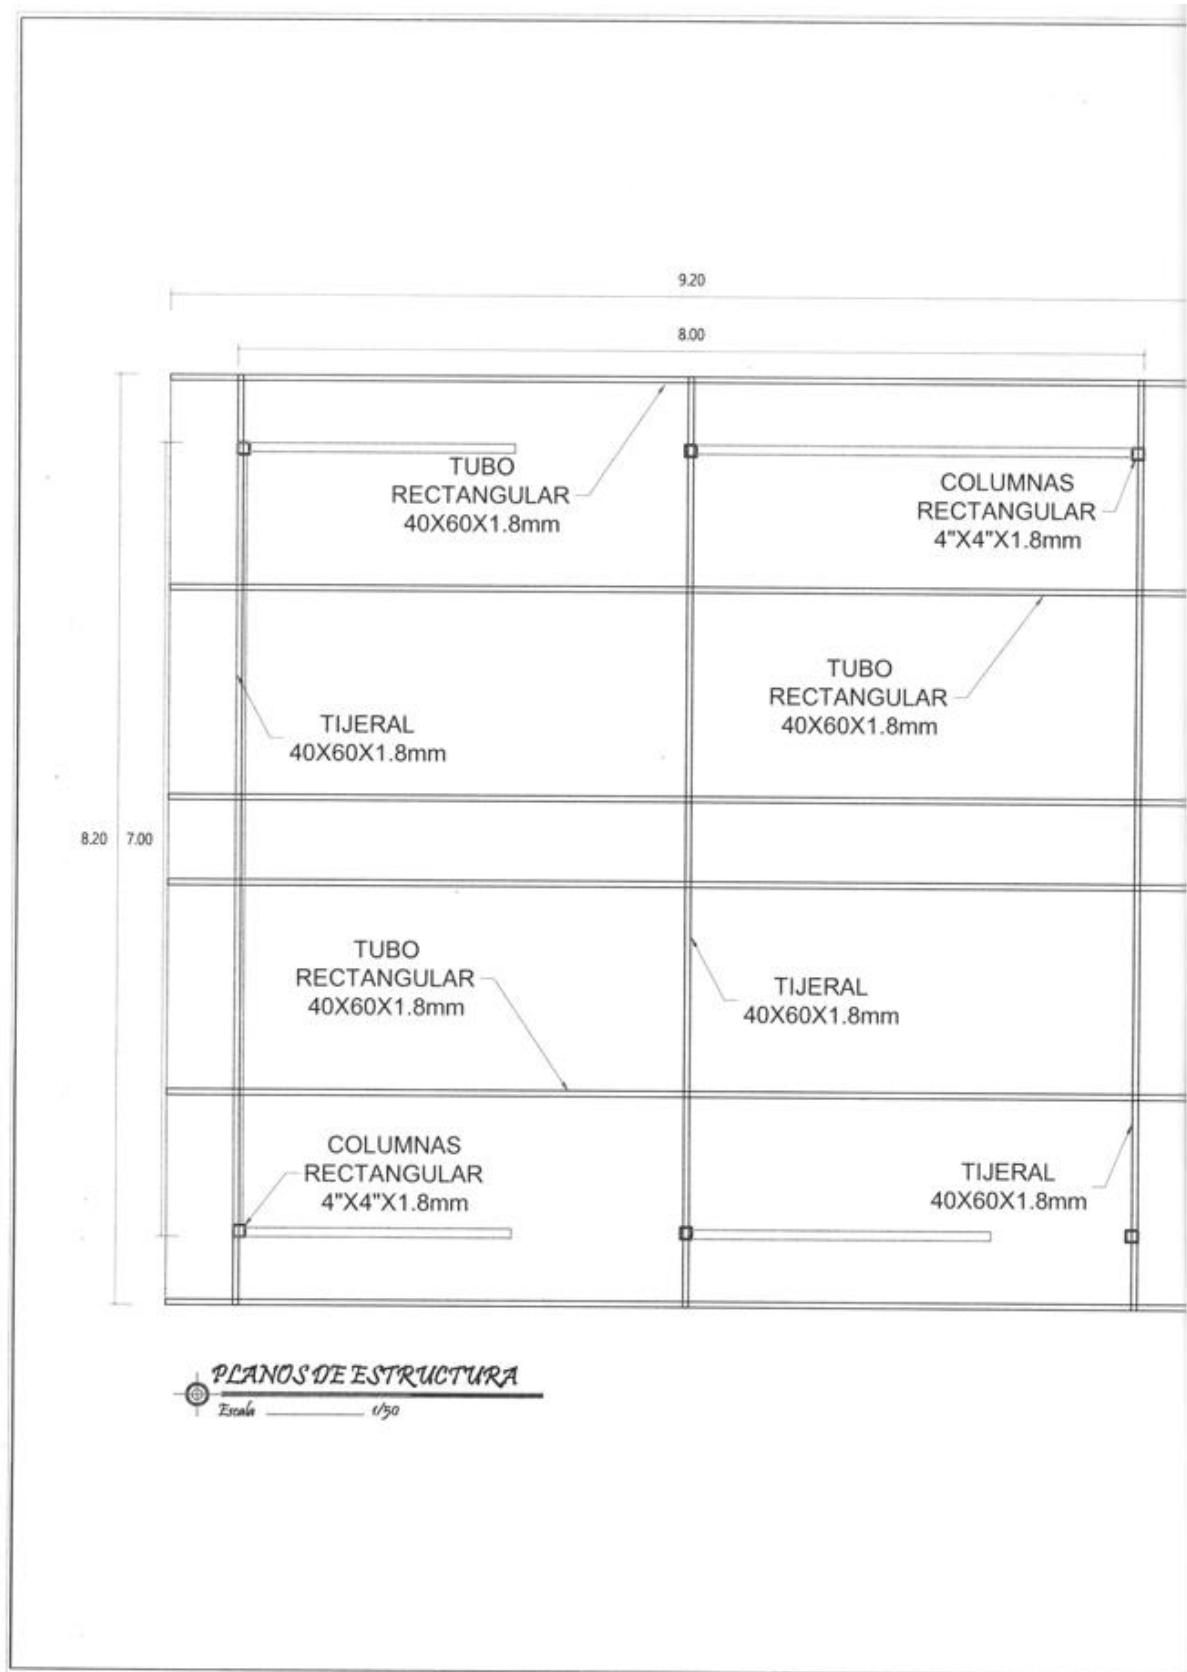 9.20
8.00
TUBO
RECTANGULAR
40X60X1.8mm
COLUMNAS
RECTANGULAR
4"X4"X1.8mm
TUBO
RECTANGULAR
40X60X1.8mm
TIJERAL
40X60X1.8mm
8.20
7.00
TUBO
RECTANGULAR
40X60X1.8mm
TIJERAL
40X60X1.8mm
COLUMNAS
RECTANGULAR
4"X4"X1.8mm
TIJERAL
40X60X1.8mm
PLANOS DE ESTRUCTURA
Escala 1/50